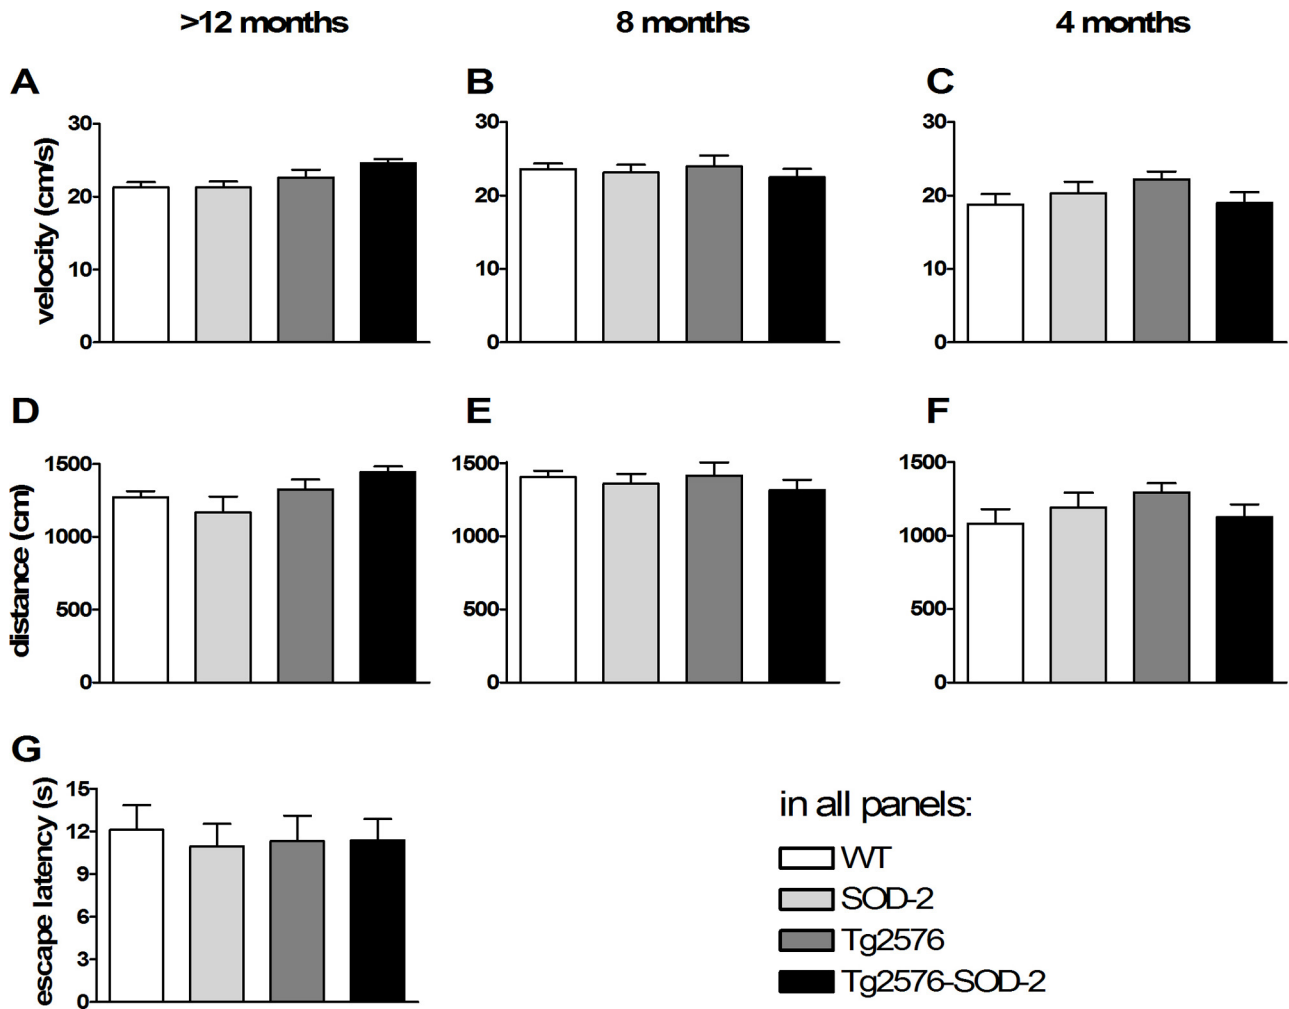 >12 months
8 months
4 months
A
B
C
velocity (cm/s)
30
20
10
0
30
20
10
0
30
20
10
0
D
E
F
distance (cm)
1500
1000
500
0
1500
1000
500
0
1500
1000
500
0
G
escape latency (s)
15
12
9
6
3
0
in all panels:
WT
SOD-2
Tg2576
Tg2576-SOD-2